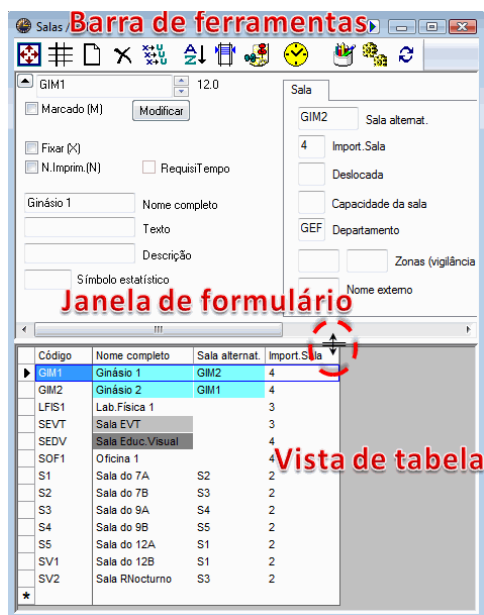 Salas /
Barra de ferramentas
GIM1 12.0
Marcado (M) Modificar
Fixar (X)
N.Imprim.(N) RequisiTempo
Ginásio 1 Nome completo
Texto
Descrição
Símbolo estatístico
Sala
GIM2 Sala alternat.
4 Import.Sala
Deslocada
Capacidade da sala
GEF Departamento
Zonas (vigilância
Nome externo
Janela de formulário
Código Nome completo Sala alternat. Import.Sala
GIM1 Ginásio 1 GIM2 4
GIM2 Ginásio 2 GIM1 4
LFIS1 Lab.Física 1 3
SEVT Sala EVT 3
SEDV Sala Educ.Visual 4
SOF1 Oficina 1 4
Vista de tabela
S1 Sala do 7A S2 2
S2 Sala do 7B S3 2
S3 Sala do 9A S4 2
S4 Sala do 9B S5 2
S5 Sala do 12A S1 2
SV1 Sala do 12B S1 2
SV2 Sala RNocturno S3 2
*